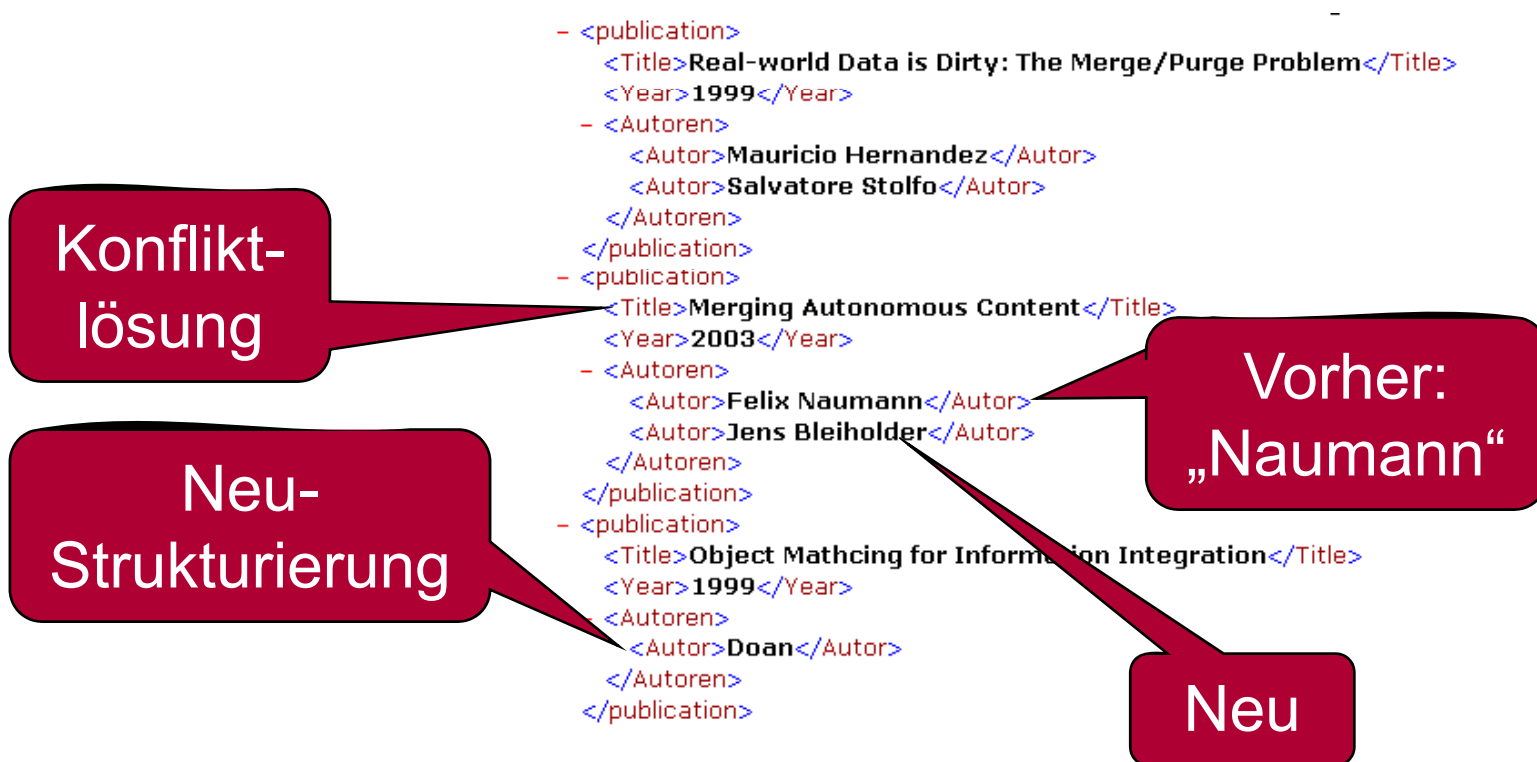 - <publication>
<Title>Real-world Data is Dirty: The Merge/Purge Problem</Title>
<Year>1999</Year>
- <Autoren>
<Autor>Mauricio Hernandez</Autor>
<Autor>Salvatore Stolfo</Autor>
</Autoren>
</publication>
- <publication>
<Title>Merging Autonomous Content</Title>
<Year>2003</Year>
- <Autoren>
<Autor>Felix Naumann</Autor>
<Autor>Jens Bleiholder</Autor>
</Autoren>
</publication>
- <publication>
<Title>Object Mathcing for Information Integration</Title>
<Year>1999</Year>
- <Autoren>
<Autor>Doan</Autor>
</Autoren>
</publication>
Konflikt-
lösung
Neu-
Strukturierung
Vorher:
„Naumann“
Neu